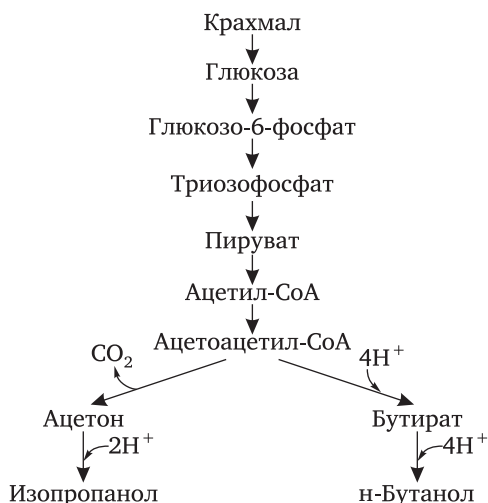 Крахмал
Глюкоза
Глюкозо-6-фосфат
Триозофосфат
Пируват
Ацетил-CoA
Ацетоацетил-CoA
CO₂
4H⁺
Ацетон
Бутират
2H⁺
4H⁺
Изопропанол
н-Бутанол